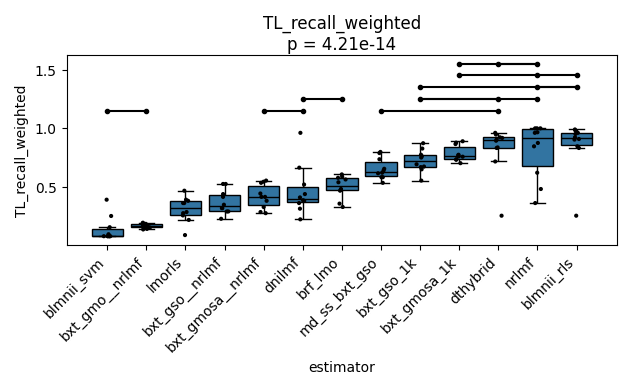 TL_recall_weighted
p = 4.21e-14
TL_recall_weighted
1.5
1.0
0.5
blmnii_svm
bxt_gmo__nrlmf
lmorls
bxt_gso__nrlmf
bxt_gmosa__nrlmf
dnilmf
brf_lmo
md_ss_bxt_gso
bxt_gso_1k
bxt_gmosa_1k
dthybrid
nrlmf
blmnii_rls
estimator